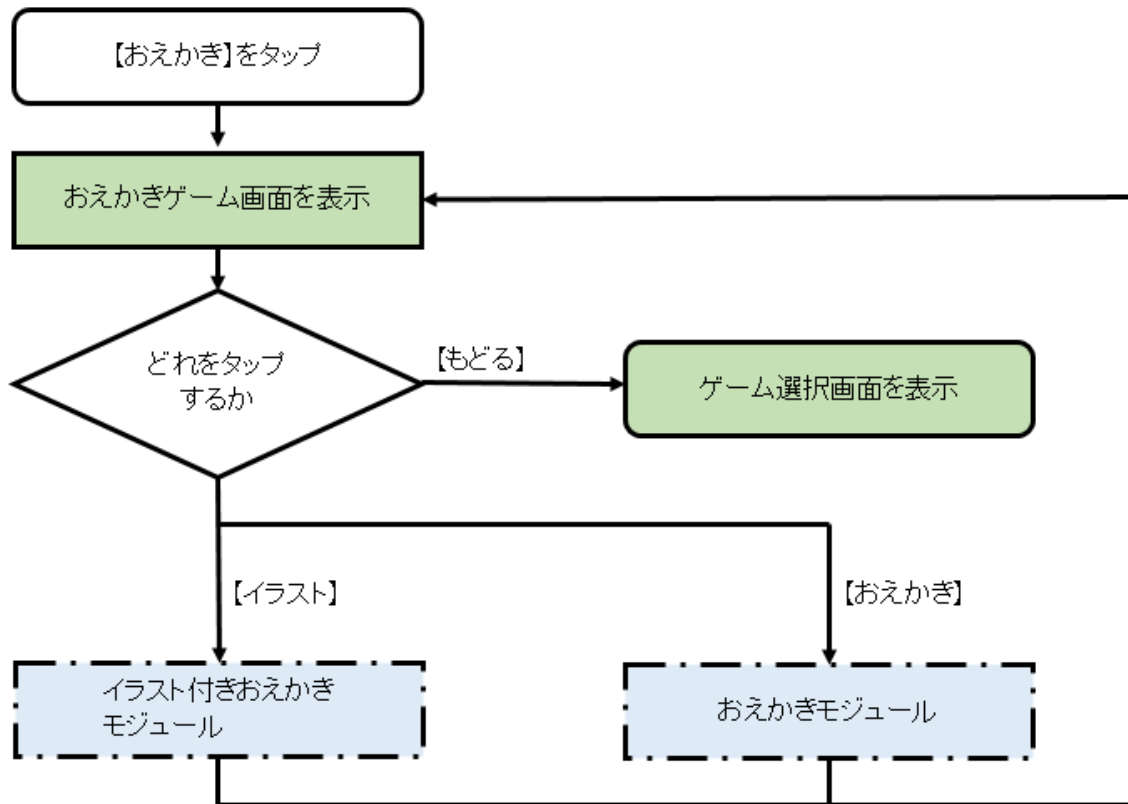 【おえかき】をタップ
おえかきゲーム画面を表示
どれをタップ
するか
【もどる】
ゲーム選択画面を表示
【イラスト】
【おえかき】
イラスト付きおえかき
モジュール
おえかきモジュール